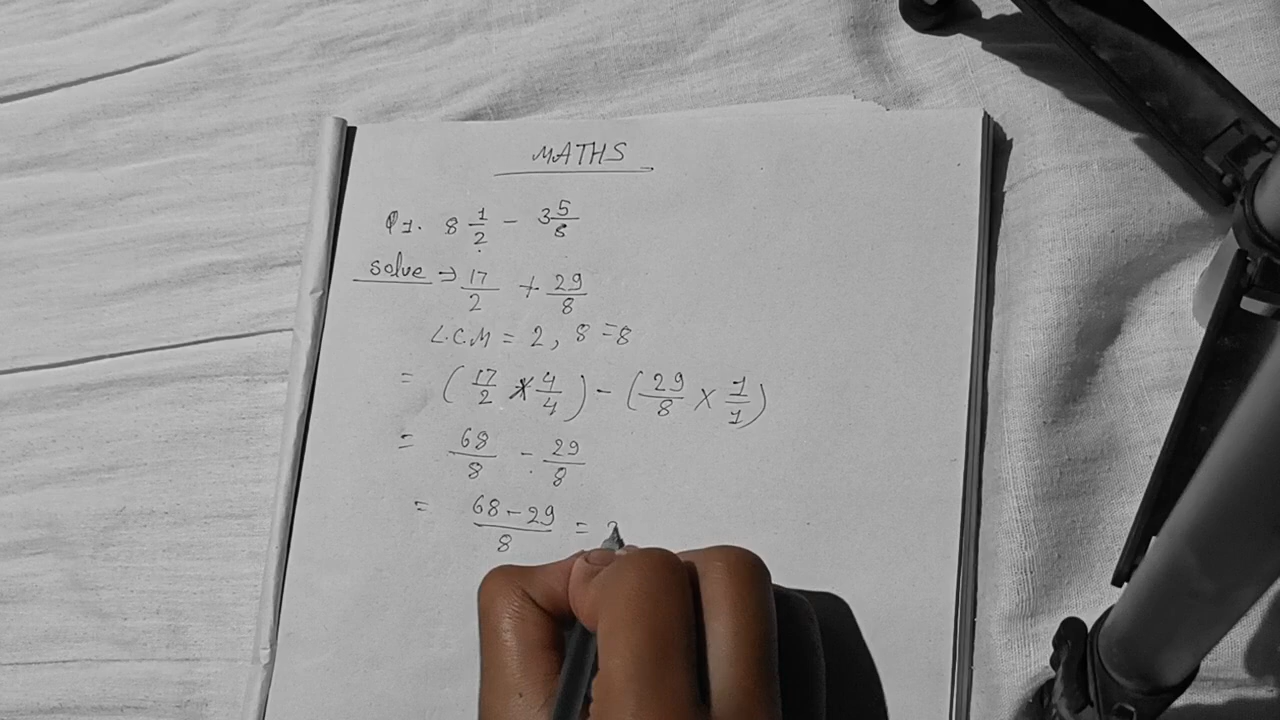 MATHS
Q1. 8 1/2 - 3 5/8
solve → 17/2 + 29/8
L.C.M = 2, 8 = 8
= (17/2 × 4/4) - (29/8 × 1/1)
= 68/8 - 29/8
= 68-29/8 =